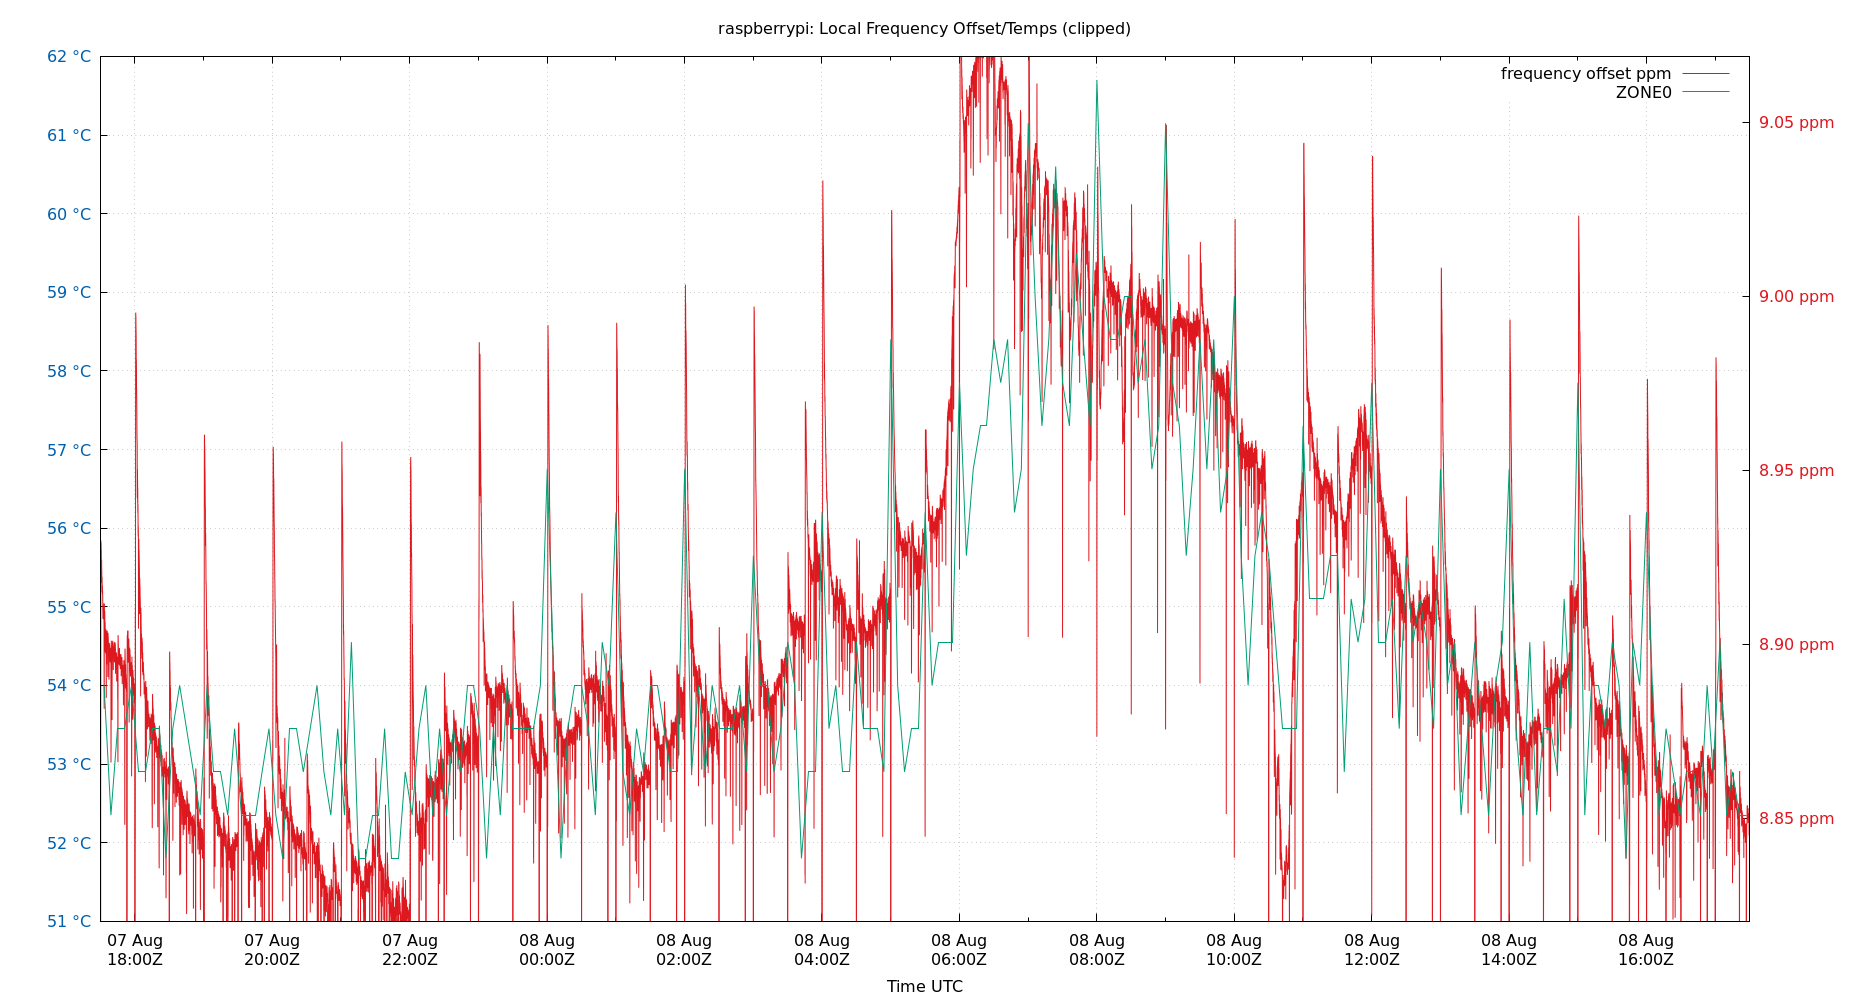 raspberrypi: Local Frequency Offset/Temps (clipped)
62 °C
61 °C
60 °C
59 °C
58 °C
57 °C
56 °C
55 °C
54 °C
53 °C
52 °C
51 °C
frequency offset ppm
ZONE0
9.05 ppm
9.00 ppm
8.95 ppm
8.90 ppm
8.85 ppm
07 Aug 07 Aug 07 Aug 08 Aug 08 Aug 08 Aug 08 Aug 08 Aug 08 Aug 08 Aug 08 Aug 08 Aug
18:00Z 20:00Z 22:00Z 00:00Z 02:00Z 04:00Z 06:00Z 08:00Z 10:00Z 12:00Z 14:00Z 16:00Z
Time UTC